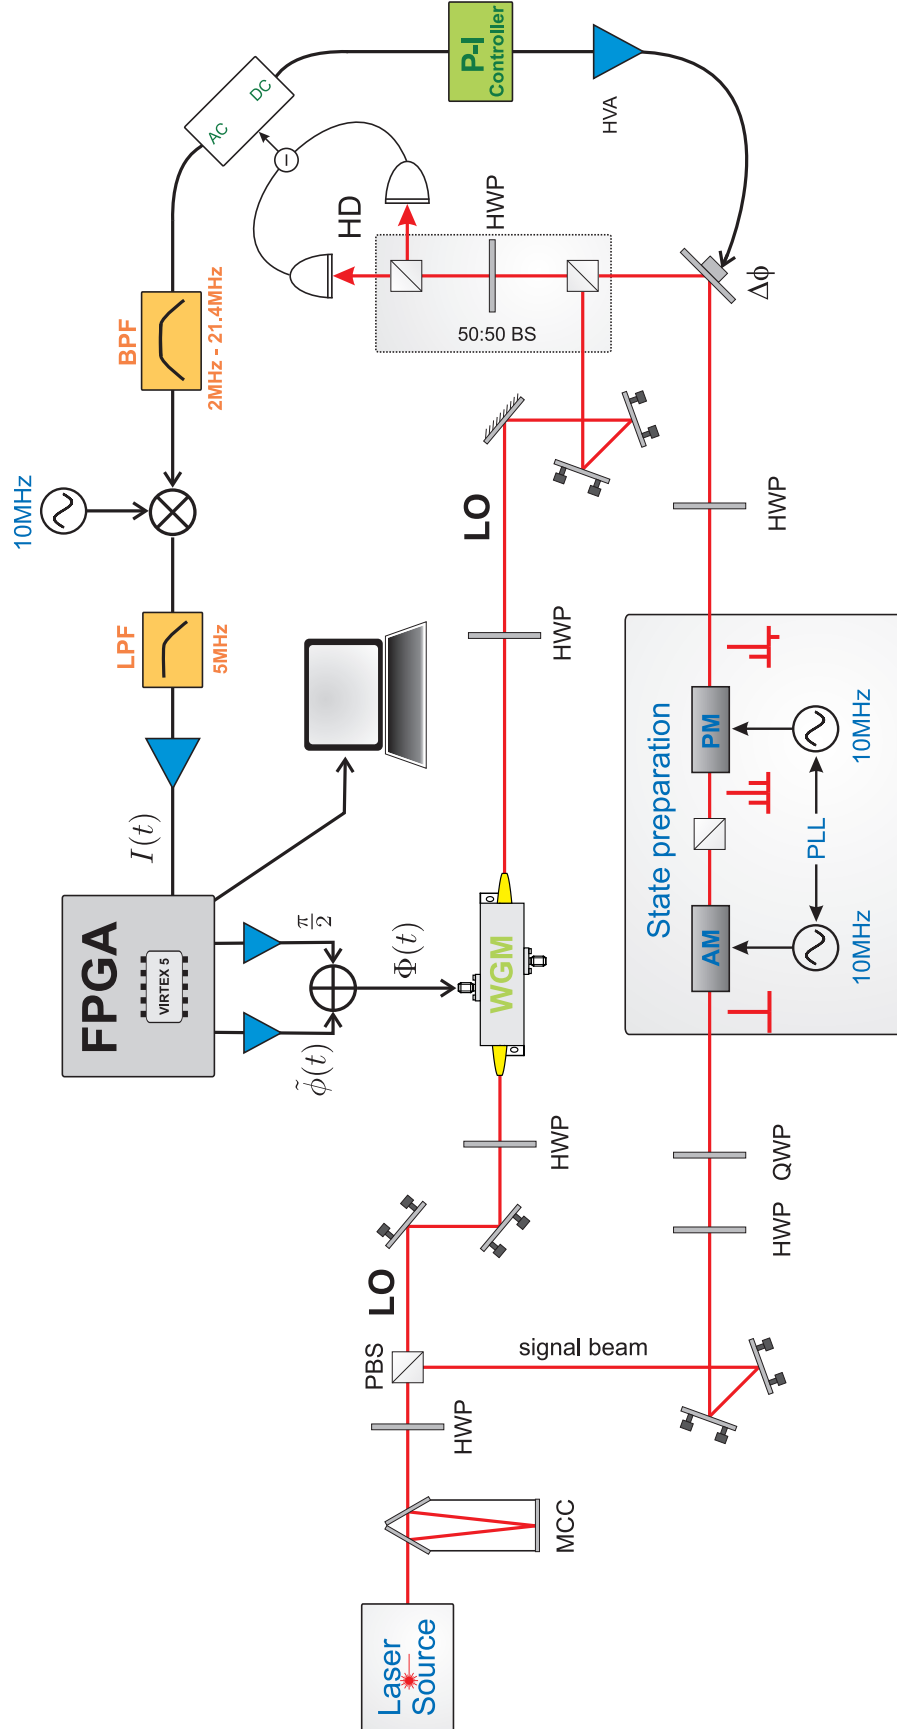 Laser
Source
MCC
HWP
PBS
LO
signal beam
HWP
HWP
QWP
State preparation
AM
PM
10MHz
PLL
10MHz
HWP
WGM
Φ(t)
ϕ̃(t)
π/2
FPGA
VIRTEX 5
I(t)
LPF
5MHz
10MHz
BPF
2MHz - 21.4MHz
AC
DC
P-I
Controller
HVA
HWP
LO
50:50 BS
HWP
HD
−
HWP
Δϕ